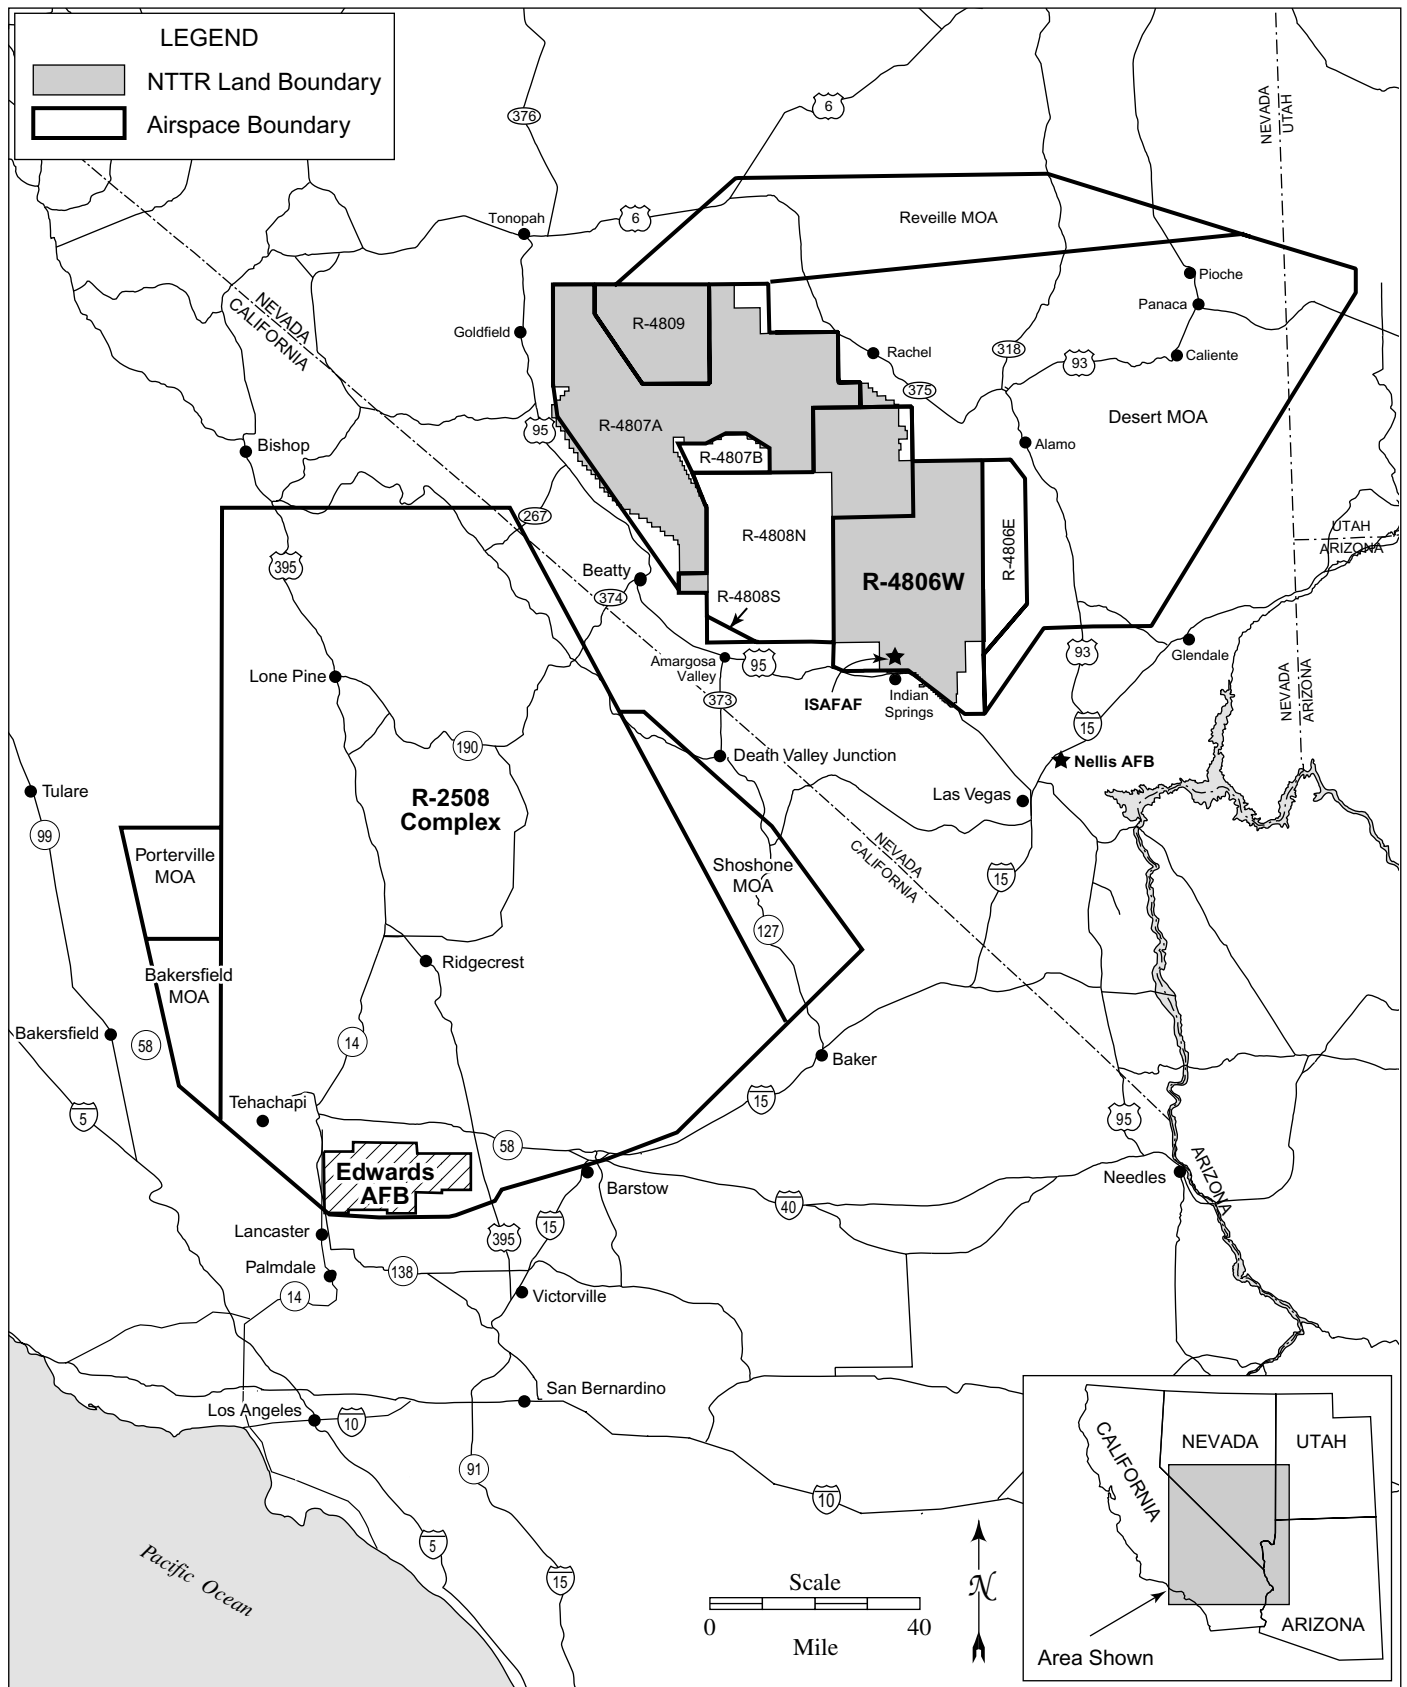 LEGEND
NTTR Land Boundary
Airspace Boundary
376
6
NEVADA
UTAH
Tonopah
6
Reveille MOA
Pioche
Panaca
NEVADA
CALIFORNIA
Goldfield
R-4809
Rachel
318
93
Caliente
375
95
R-4807A
Desert MOA
Bishop
R-4807B
Alamo
267
R-4808N
R-4806E
UTAH
ARIZONA
395
Beatty
374
R-4808S
R-4806W
Lone Pine
Amargosa
Valley
95
93
Glendale
373
ISAFAF
Indian
Springs
NEVADA
ARIZONA
15
190
Death Valley Junction
Nellis AFB
Tulare
R-2508
Complex
Las Vegas
99
Porterville
MOA
Shoshone
MOA
NEVADA
CALIFORNIA
15
127
Bakersfield
MOA
Ridgecrest
Bakersfield
58
14
Baker
Tehachapi
5
15
95
58
Edwards
AFB
Barstow
Needles
ARIZONA
40
Lancaster
395
15
Palmdale
138
14
Victorville
San Bernardino
Los Angeles
10
91
10
5
15
Pacific Ocean
Scale
0
40
Mile
N
CALIFORNIA
NEVADA
UTAH
ARIZONA
Area Shown